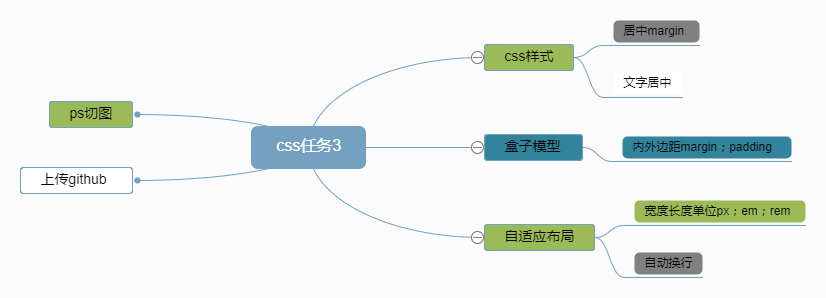 居中margin
css样式
文字居中
ps切图
css任务3
盒子模型
内外边距margin；padding
上传github
宽度长度单位px；em；rem
自适应布局
自动换行